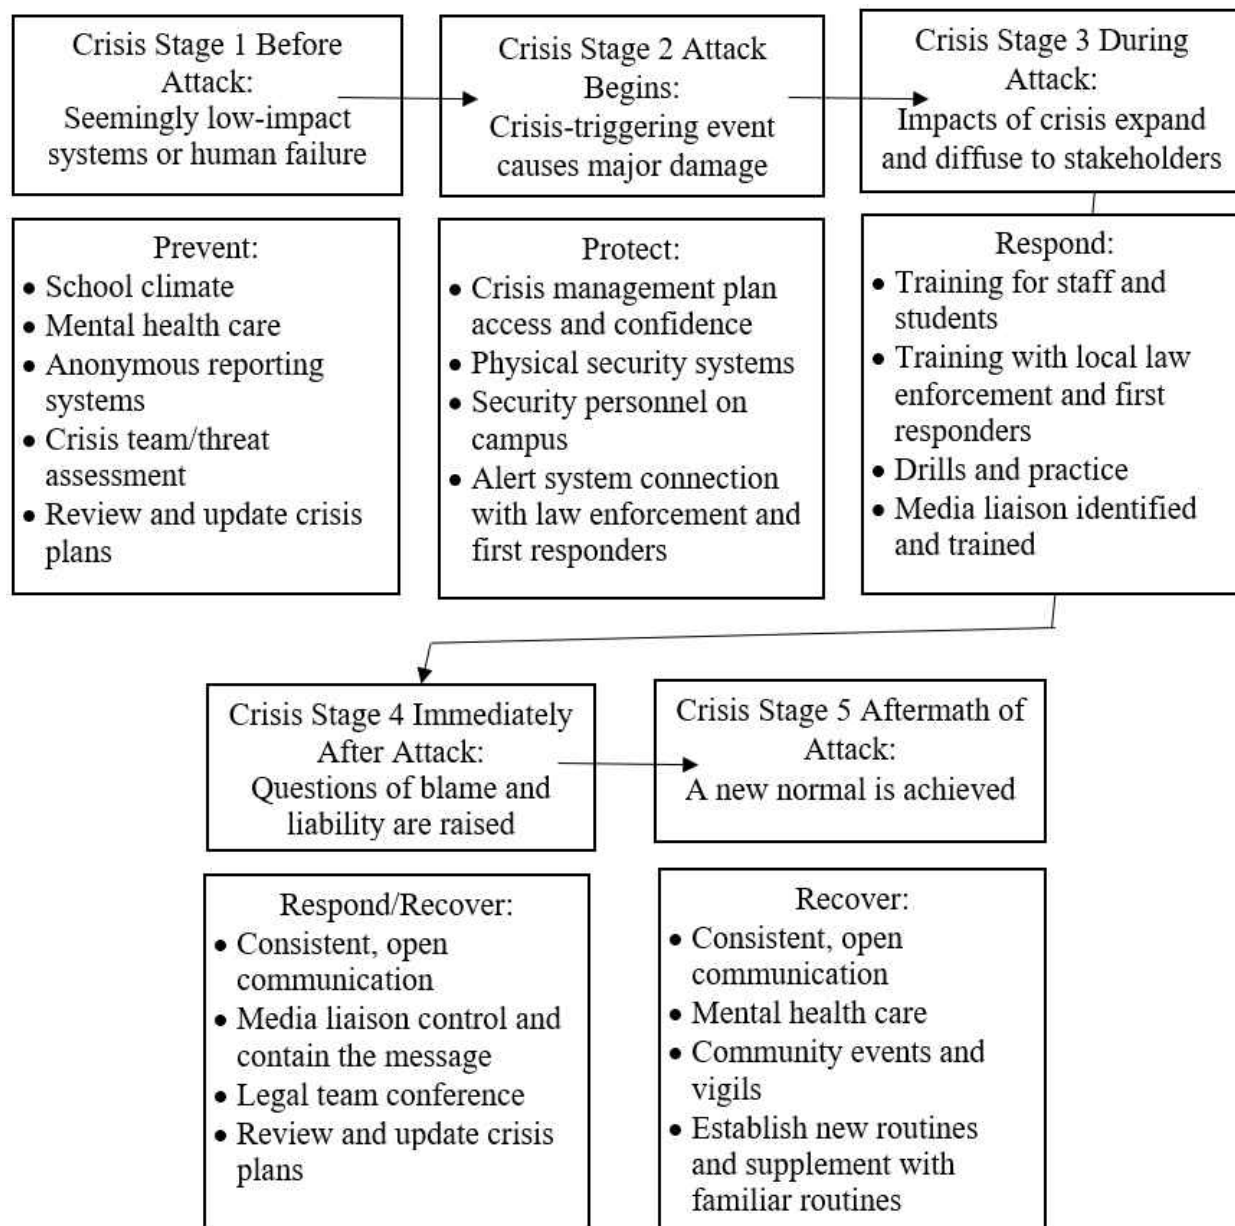 Crisis Stage 1 Before
Attack:
Seemingly low-impact
systems or human failure
Crisis Stage 2 Attack
Begins:
Crisis-triggering event
causes major damage
Crisis Stage 3 During
Attack:
Impacts of crisis expand
and diffuse to stakeholders
Prevent:
• School climate
• Mental health care
• Anonymous reporting
systems
• Crisis team/threat
assessment
• Review and update crisis
plans
Protect:
• Crisis management plan
access and confidence
• Physical security systems
• Security personnel on
campus
• Alert system connection
with law enforcement and
first responders
Respond:
• Training for staff and
students
• Training with local law
enforcement and first
responders
• Drills and practice
• Media liaison identified
and trained
Crisis Stage 4 Immediately
After Attack:
Questions of blame and
liability are raised
Crisis Stage 5 Aftermath of
Attack:
A new normal is achieved
Respond/Recover:
• Consistent, open
communication
• Media liaison control and
contain the message
• Legal team conference
• Review and update crisis
plans
Recover:
• Consistent, open
communication
• Mental health care
• Community events and
vigils
• Establish new routines
and supplement with
familiar routines